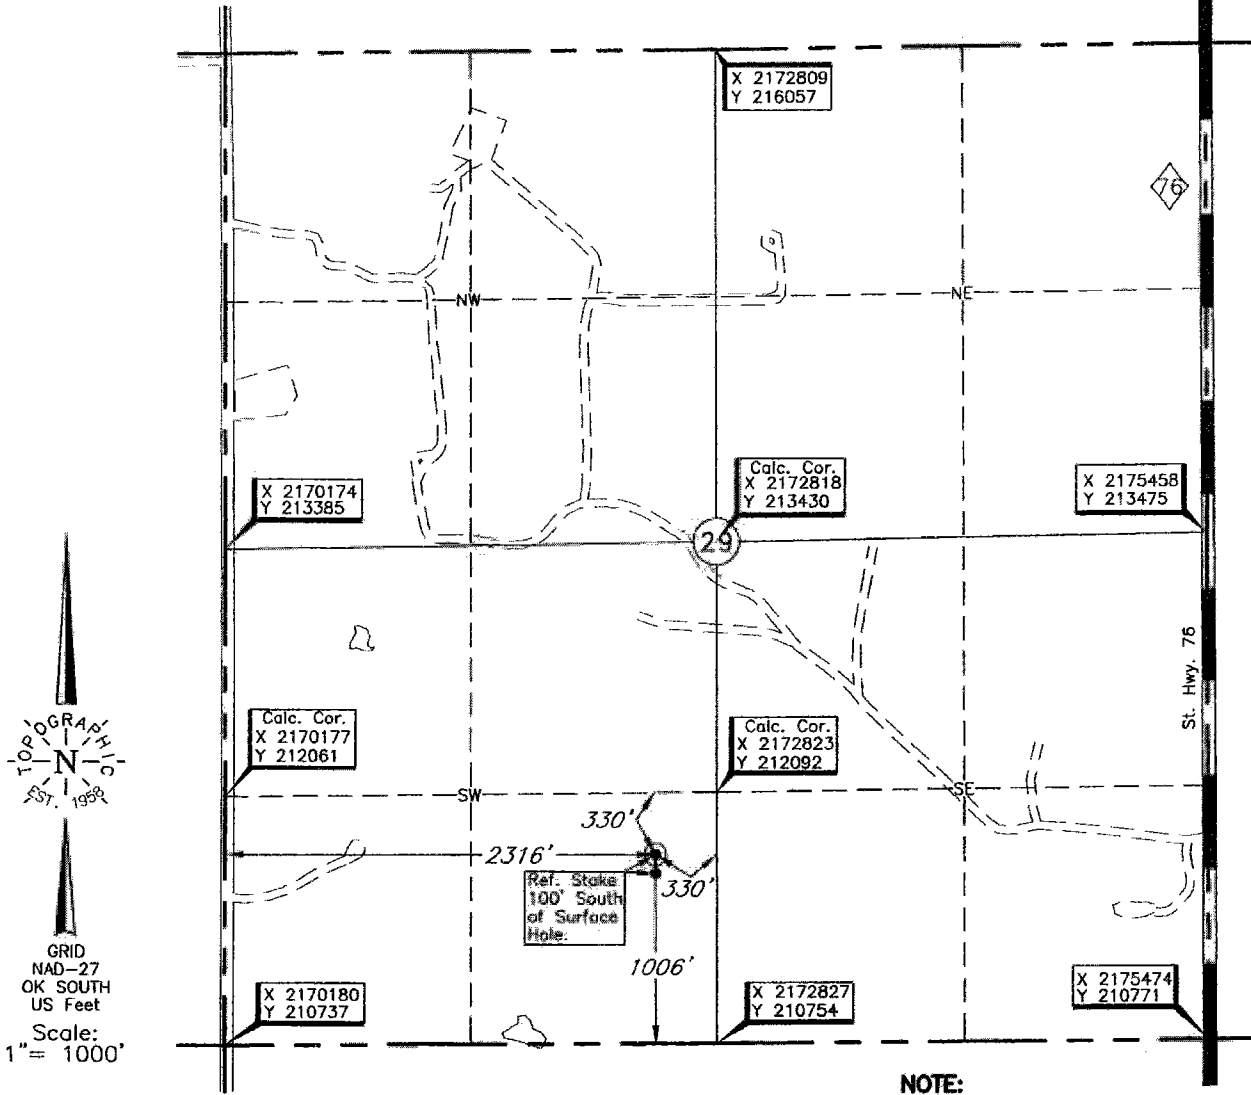 X 2172809
Y 216057
76
NW
NE
X 2170174
Y 213385
Calc. Cor.
X 2172818
Y 213430
X 2175458
Y 213475
29
St. Hwy. 76
TOPOGRAPHIC
N
EST. 1958
Calc. Cor.
X 2170177
Y 212061
Calc. Cor.
X 2172823
Y 212092
SW
SE
330'
2316'
330'
Ref. Stake
100' South
of Surface
Hole.
1006'
GRID
NAD-27
OK SOUTH
US Feet
Scale:
1"= 1000'
X 2170180
Y 210737
X 2172827
Y 210754
X 2175474
Y 210771
NOTE: